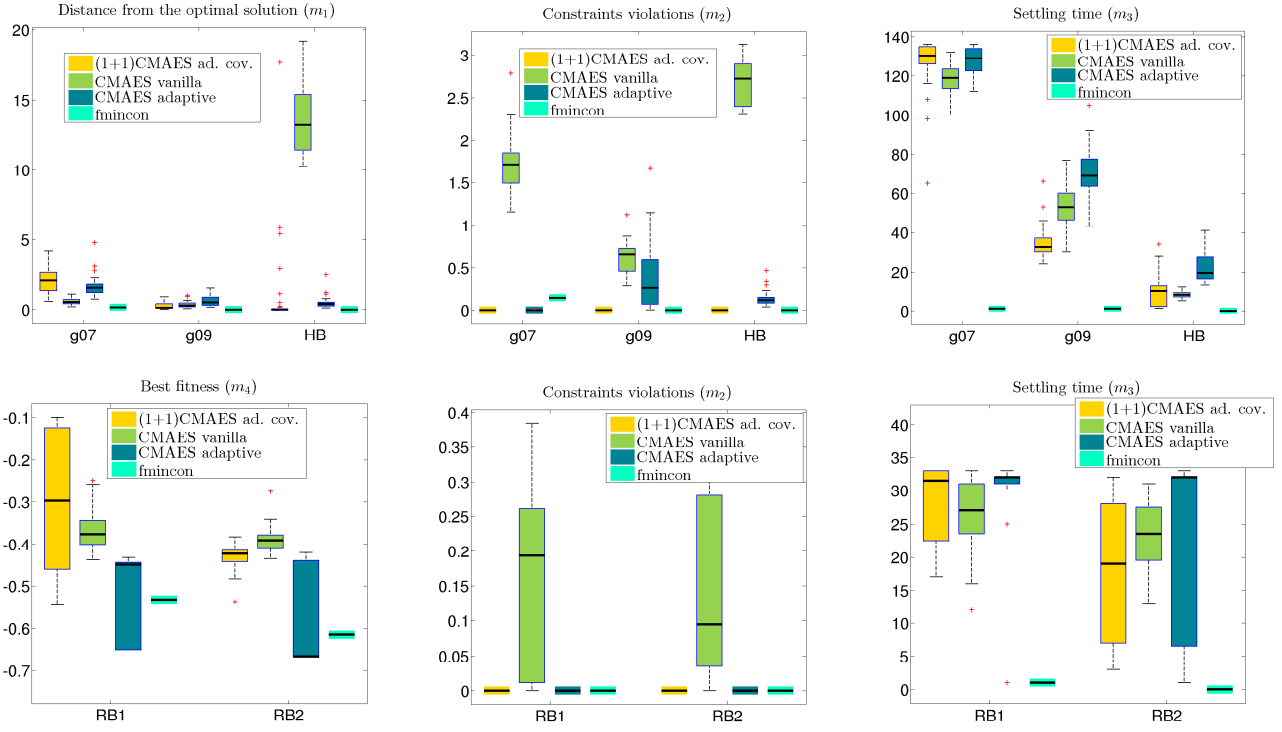 Distance from the optimal solution (m₁)
20
15
10
5
0
(1+1)CMAES ad. cov.
CMAES vanilla
CMAES adaptive
fmincon
g07
g09
HB
Constraints violations (m₂)
3
2.5
2
1.5
1
0.5
0
(1+1)CMAES ad. cov.
CMAES vanilla
CMAES adaptive
fmincon
g07
g09
HB
Settling time (m₃)
140
120
100
80
60
40
20
0
(1+1)CMAES ad. cov.
CMAES vanilla
CMAES adaptive
fmincon
g07
g09
HB
Best fitness (m₄)
-0.1
-0.2
-0.3
-0.4
-0.5
-0.6
-0.7
(1+1)CMAES ad. cov.
CMAES vanilla
CMAES adaptive
fmincon
RB1
RB2
Constraints violations (m₂)
0.4
0.35
0.3
0.25
0.2
0.15
0.1
0.05
0
(1+1)CMAES ad. cov.
CMAES vanilla
CMAES adaptive
fmincon
RB1
RB2
Settling time (m₃)
40
35
30
25
20
15
10
5
0
(1+1)CMAES ad. cov.
CMAES vanilla
CMAES adaptive
fmincon
RB1
RB2